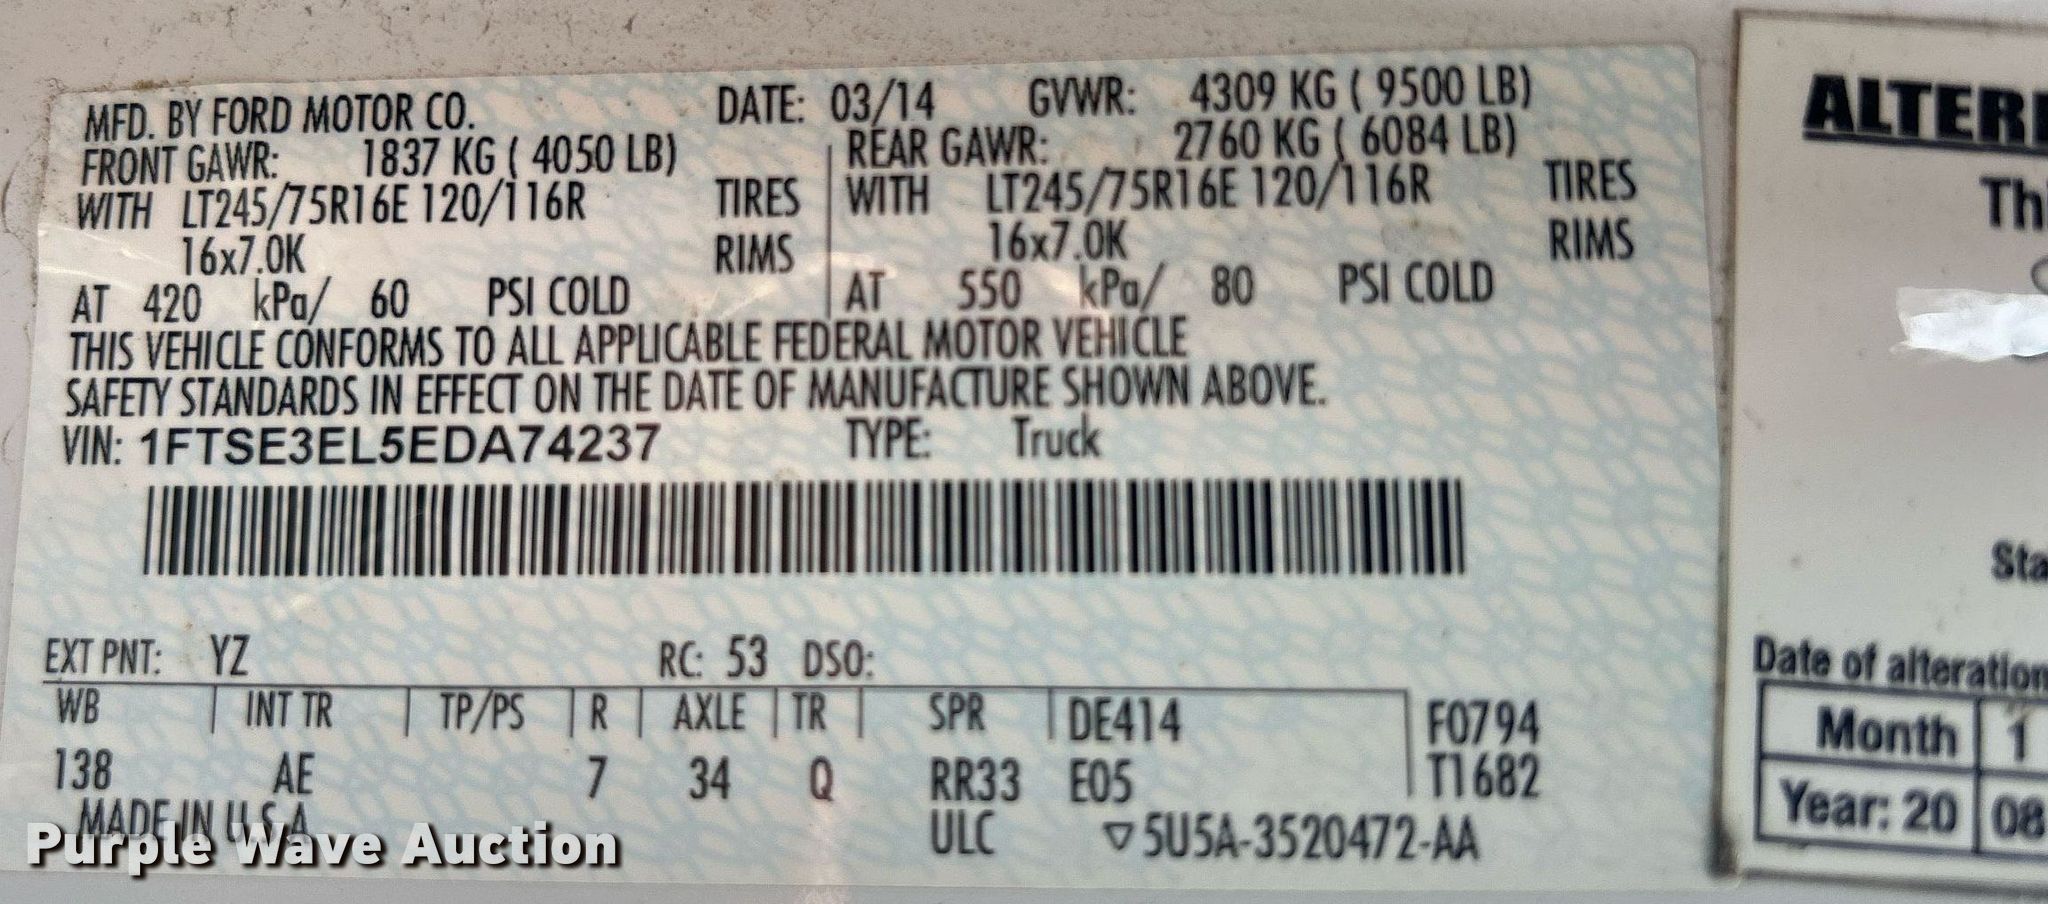 MFD. BY FORD MOTOR CO. DATE: 03/14 GVWR: 4309 KG ( 9500 LB)
FRONT GAWR: 1837 KG ( 4050 LB) REAR GAWR: 2760 KG ( 6084 LB)
WITH LT245/75R16E 120/116R TIRES WITH LT245/75R16E 120/116R TIRES
16x7.0K RIMS 16x7.0K RIMS
AT 420 kPa/ 60 PSI COLD AT 550 kPa/ 80 PSI COLD
THIS VEHICLE CONFORMS TO ALL APPLICABLE FEDERAL MOTOR VEHICLE
SAFETY STANDARDS IN EFFECT ON THE DATE OF MANUFACTURE SHOWN ABOVE.
VIN: 1FTSE3EL5EDA74237 TYPE: Truck
EXT PNT: YZ RC: 53 DSO:
WB INT TR TP/PS R AXLE TR SPR DE414 F0794
138 AE 7 34 Q RR33 E05 T1682
MADE IN U.S.A ULC ▽5U5A-3520472-AA
Purple Wave Auction
ALTERE
Thi
Sta
Date of alteration
Month 1
Year: 20 08